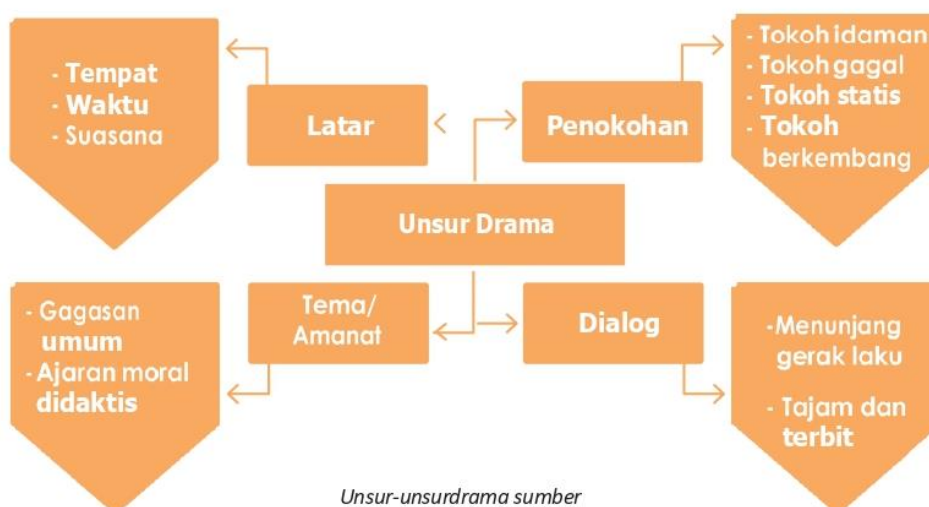 - Tempat
- Waktu
- Suasana
Latar
Penokohan
- Tokoh idaman
- Tokoh gagal
- Tokoh statis
- Tokoh
berkembang
Unsur Drama
- Gagasan
umum
- Ajaran moral
didaktis
Tema/
Amanat
Dialog
-Menunjang
gerak laku
- Tajam dan
terbit
Unsur-unsurdrama sumber